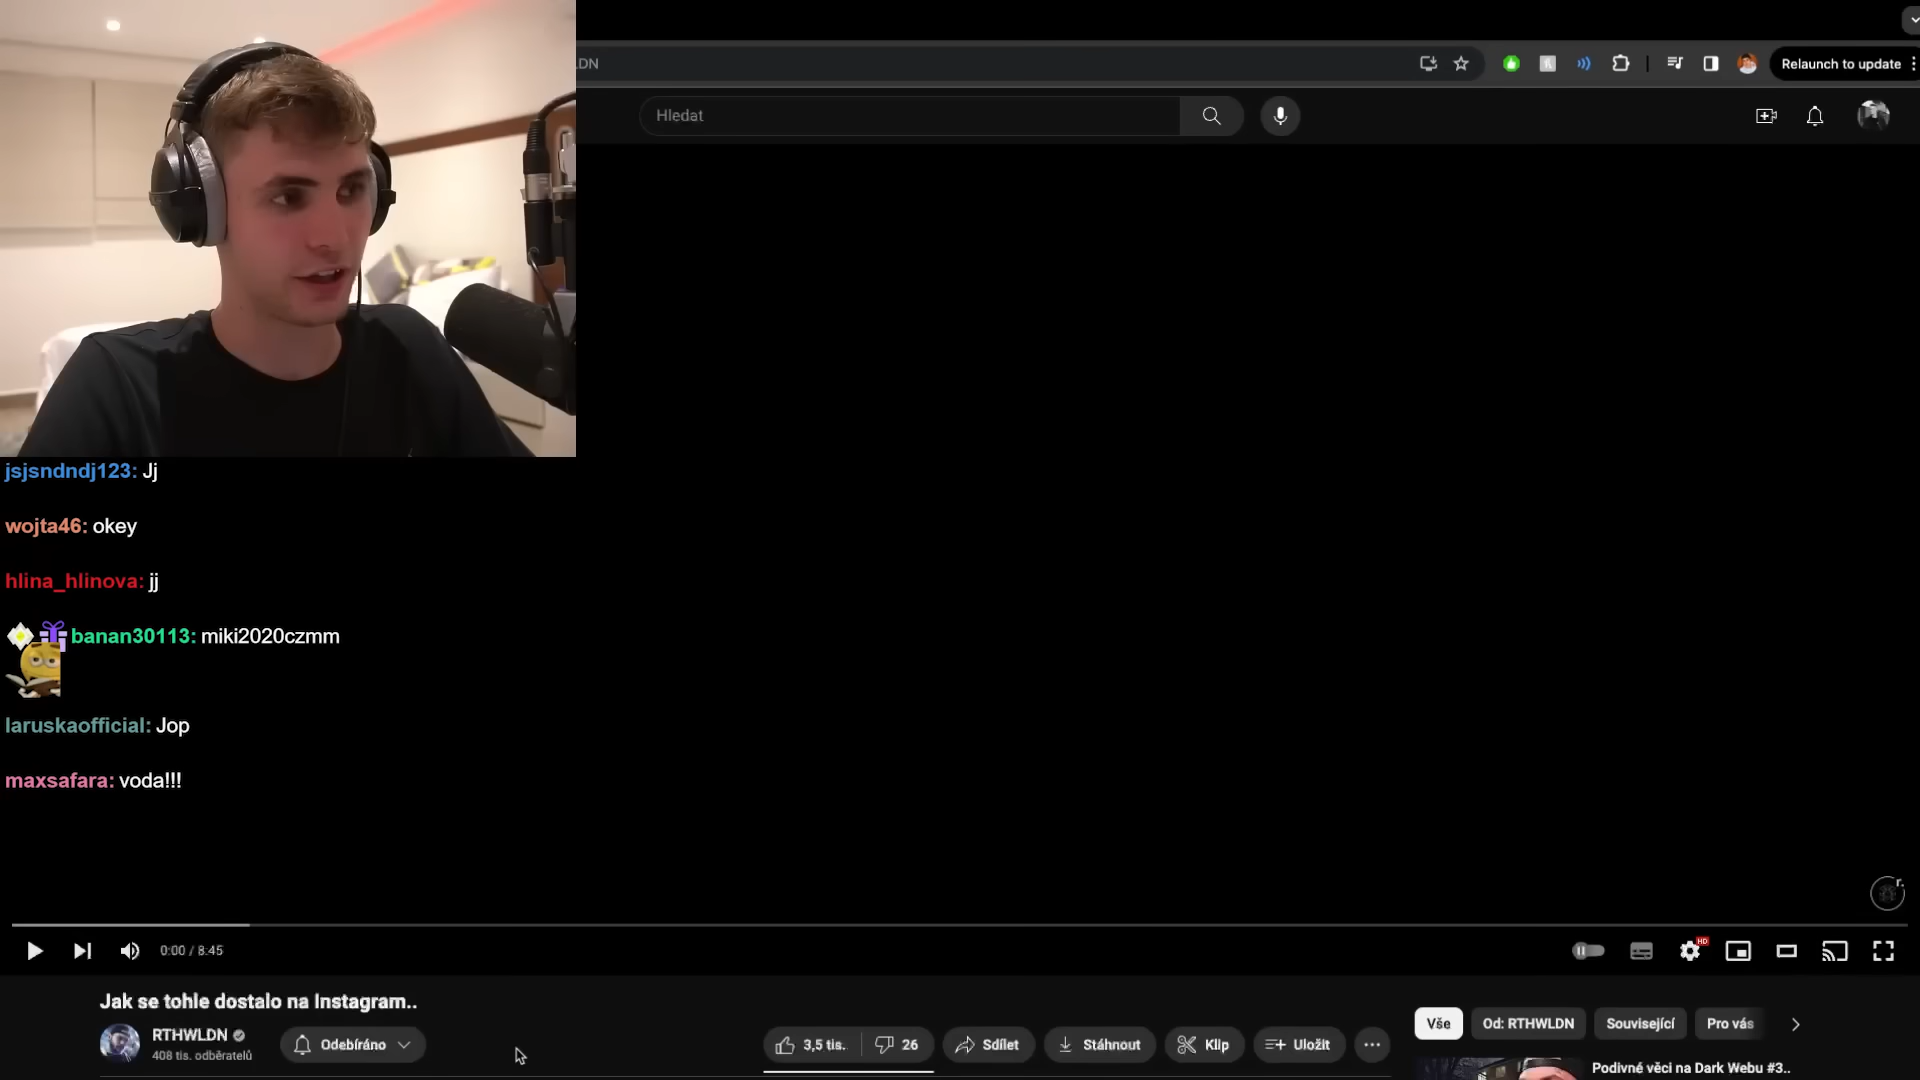 LDN
Relaunch to update
Hledat
jsjsndndj123: Jj
wojta46: okey
hlina_hlinova: jj
banan30113: miki2020czmm
laruskaofficial: Jop
maxsafara: voda!!!
r.
0:00 / 8:45
HD
Jak se tohle dostalo na Instagram..
RTHWLDN
408 tis. odběratelů
Odebíráno
3,5 tis.
26
Sdílet
Stáhnout
Klip
Uložit
Vše
Od: RTHWLDN
Související
Pro vás
Podivné věci na Dark Webu #3..